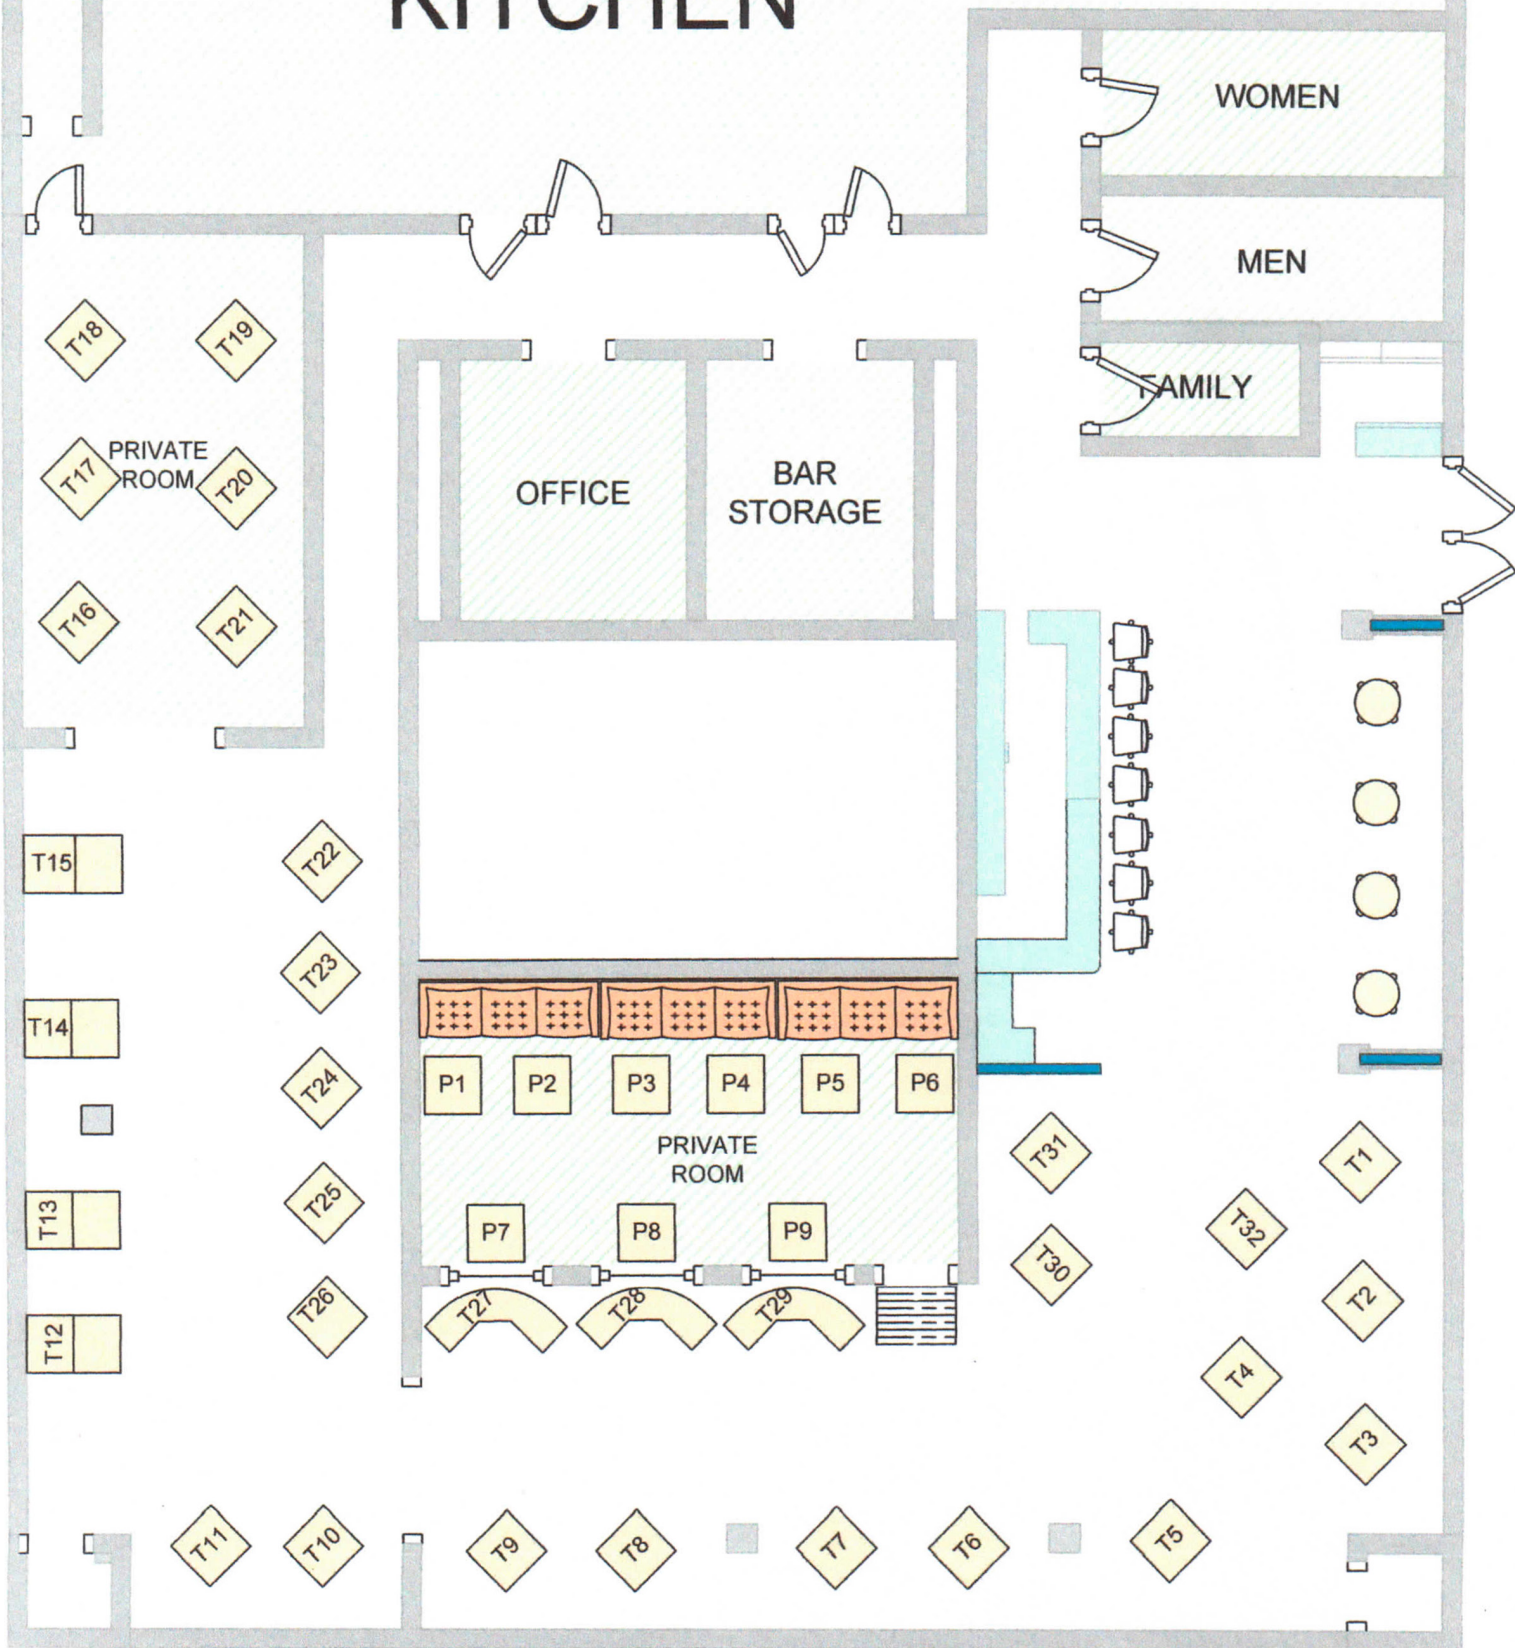 KITCHEN
WOMEN
MEN
FAMILY
T18
T19
PRIVATE
ROOM
T17
T20
T16
T21
OFFICE
BAR
STORAGE
T15
T22
T23
T14
T24
T25
T13
T26
T12
P1
P2
P3
P4
P5
P6
PRIVATE
ROOM
P7
P8
P9
T27
T28
T29
T31
T1
T32
T30
T2
T4
T3
T11
T10
T9
T8
T7
T6
T5